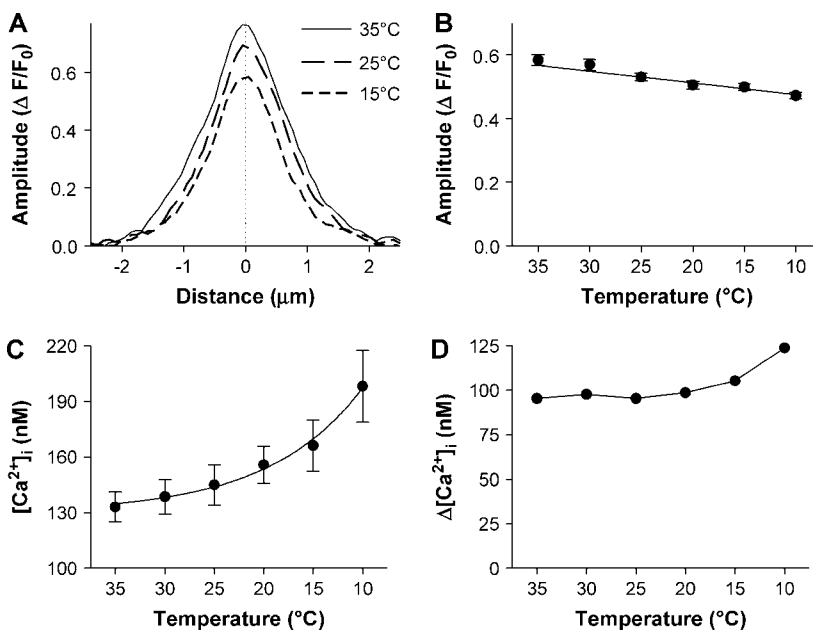 A
Amplitude (Δ F/F0)
0.6
0.4
0.2
0.0
-2 -1 0 1 2
Distance (μm)
35°C
25°C
15°C
B
Amplitude (Δ F/F0)
0.8
0.6
0.4
0.2
0.0
35 30 25 20 15 10
Temperature (°C)
C
[Ca2+]i (nM)
220
190
160
130
100
35 30 25 20 15 10
Temperature (°C)
D
Δ[Ca2+]i (nM)
125
100
75
50
25
0
35 30 25 20 15 10
Temperature (°C)